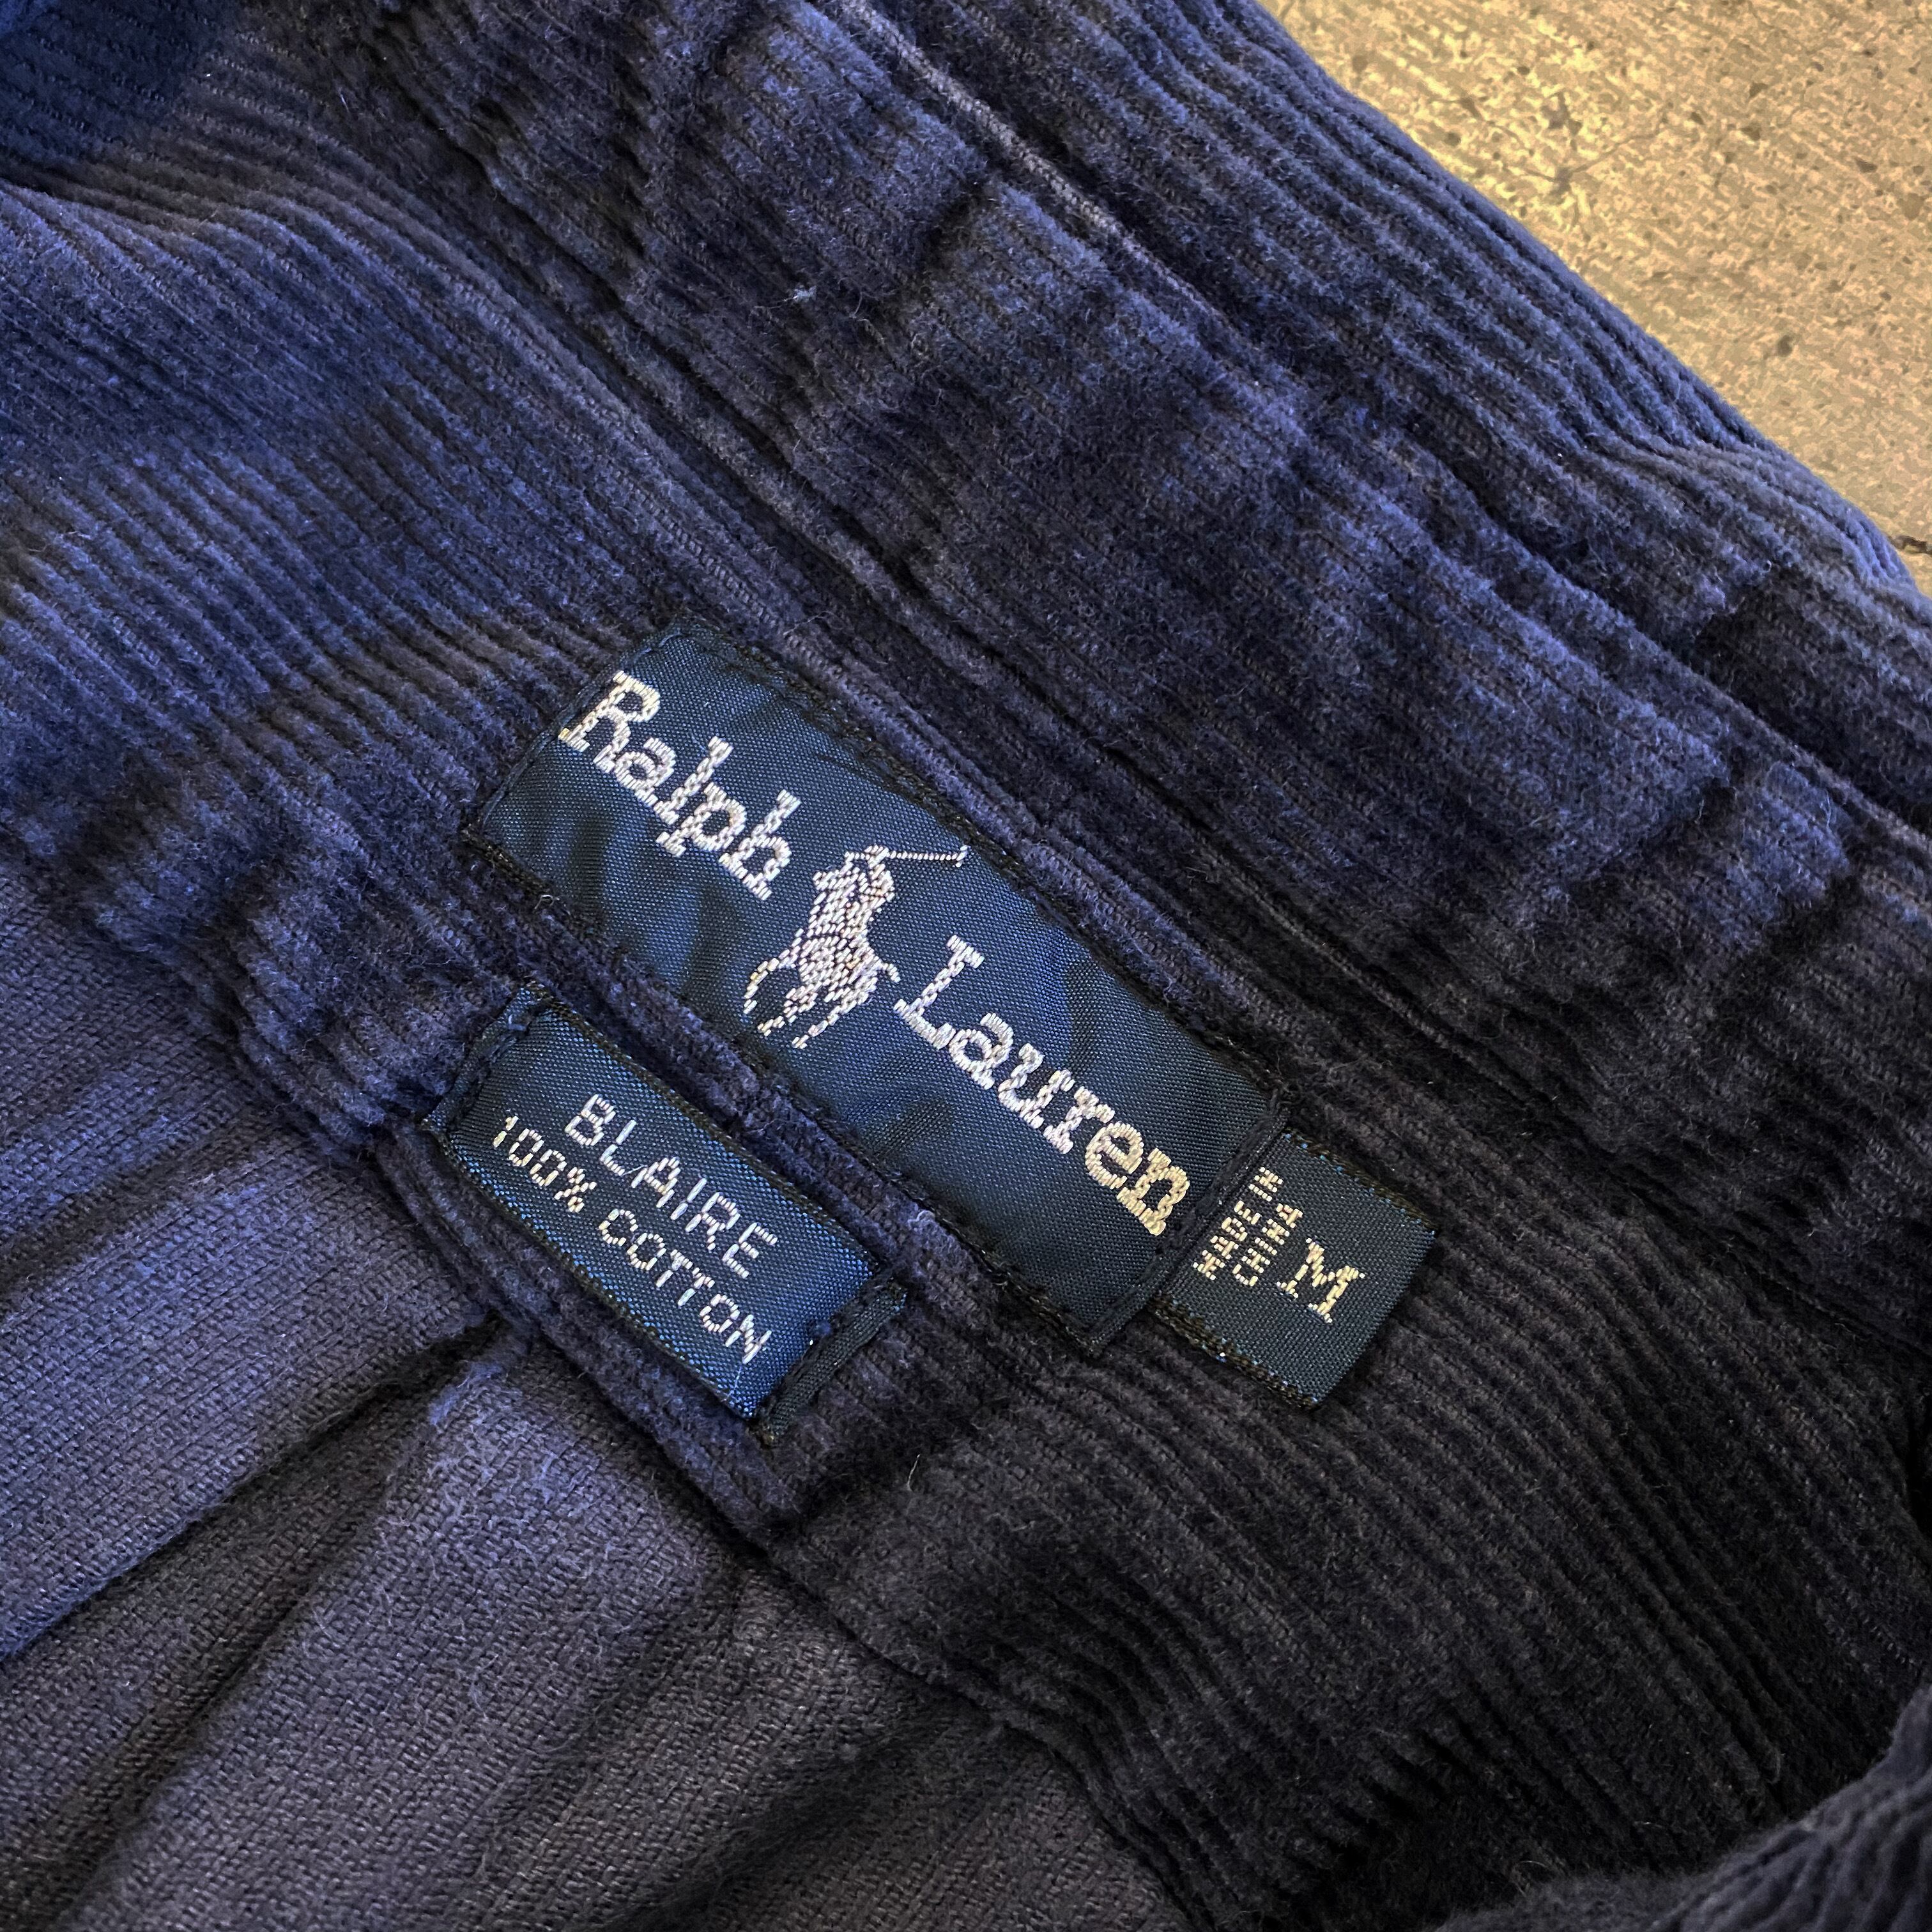 Ralph Lauren
BLAIRE
100% COTTON
MADE IN
CHINA
M